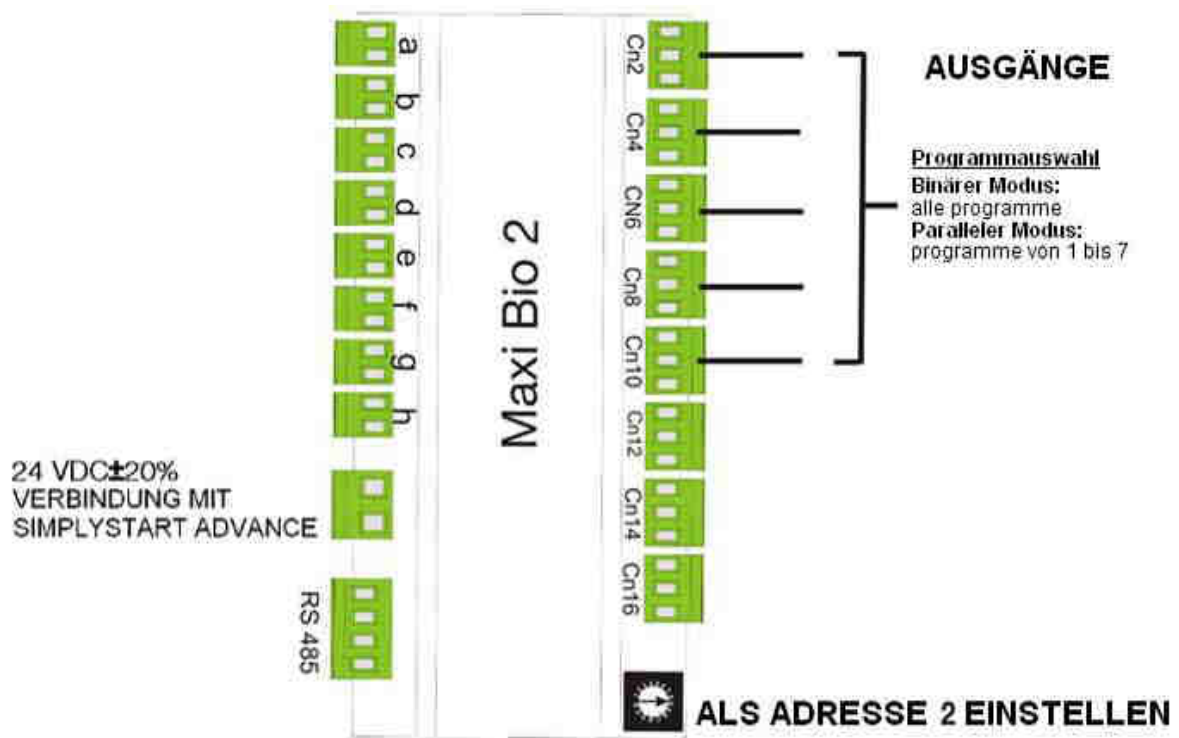 a
b
c
d
e
f
g
h
24 VDC±20%
VERBINDUNG MIT
SIMPLYSTART ADVANCE
RS 485
Maxi Bio 2
Cn2
Cn4
CN6
Cn8
Cn10
Cn12
Cn14
Cn16
AUSGÄNGE
Programmauswahl
Binärer Modus:
alle programme
Paralleler Modus:
programme von 1 bis 7
ALS ADRESSE 2 EINSTELLEN